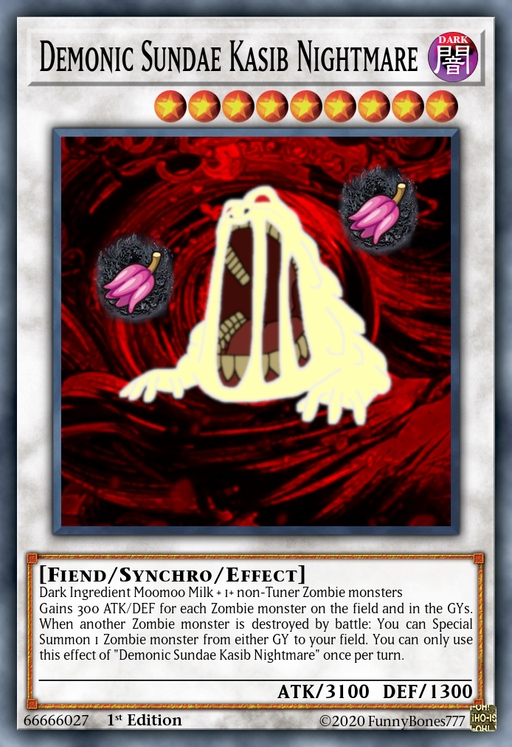 DEMONIC SUNDAE KASIB NIGHTMARE
DARK
闇
[FIEND/SYNCHRO/EFFECT]
Dark Ingredient Moomoo Milk + 1+ non-Tuner Zombie monsters
Gains 300 ATK/DEF for each Zombie monster on the field and in the GYs.
When another Zombie monster is destroyed by battle: You can Special
Summon 1 Zombie monster from either GY to your field. You can only use
this effect of "Demonic Sundae Kasib Nightmare" once per turn.
ATK/3100 DEF/1300
66666027 1st Edition ©2020 FunnyBones777